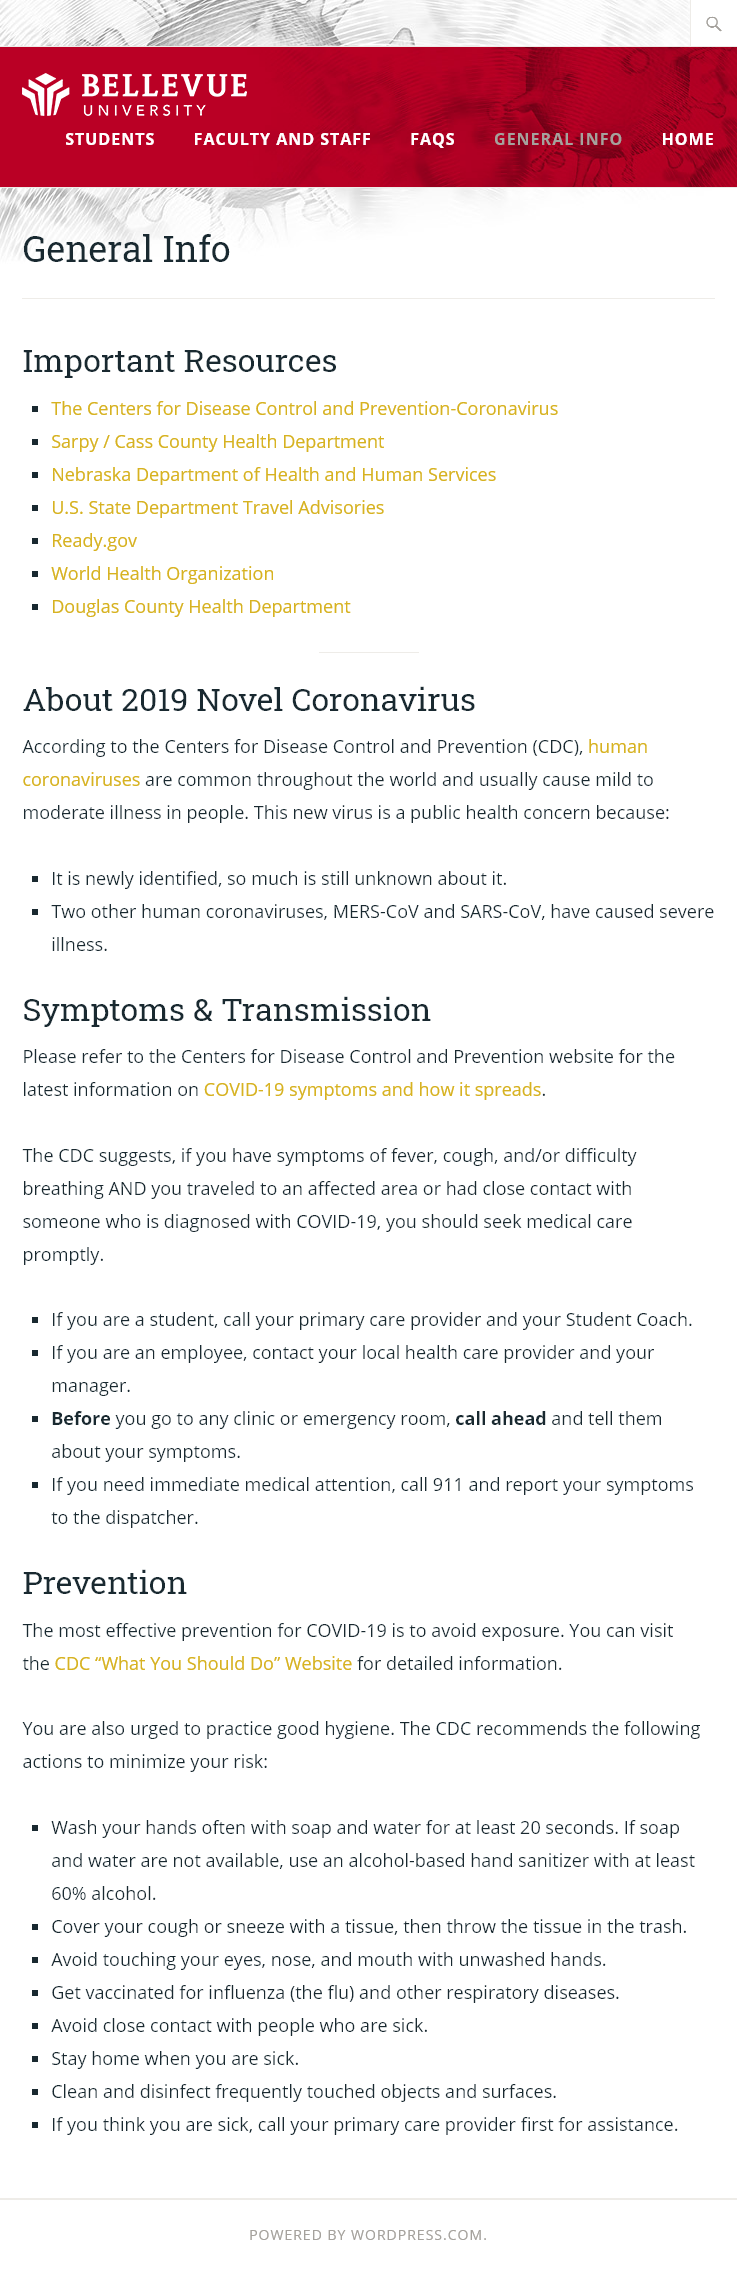 BELLEVUE
UNIVERSITY
STUDENTS FACULTY AND STAFF FAQS GENERAL INFO HOME
General Info
Important Resources
The Centers for Disease Control and Prevention-Coronavirus
Sarpy / Cass County Health Department
Nebraska Department of Health and Human Services
U.S. State Department Travel Advisories
Ready.gov
World Health Organization
Douglas County Health Department
About 2019 Novel Coronavirus
According to the Centers for Disease Control and Prevention (CDC), human
coronaviruses are common throughout the world and usually cause mild to
moderate illness in people. This new virus is a public health concern because:
It is newly identified, so much is still unknown about it.
Two other human coronaviruses, MERS-CoV and SARS-CoV, have caused severe
illness.
Symptoms & Transmission
Please refer to the Centers for Disease Control and Prevention website for the
latest information on COVID-19 symptoms and how it spreads.
The CDC suggests, if you have symptoms of fever, cough, and/or difficulty
breathing AND you traveled to an affected area or had close contact with
someone who is diagnosed with COVID-19, you should seek medical care
promptly.
If you are a student, call your primary care provider and your Student Coach.
If you are an employee, contact your local health care provider and your
manager.
Before you go to any clinic or emergency room, call ahead and tell them
about your symptoms.
If you need immediate medical attention, call 911 and report your symptoms
to the dispatcher.
Prevention
The most effective prevention for COVID-19 is to avoid exposure. You can visit
the CDC “What You Should Do” Website for detailed information.
You are also urged to practice good hygiene. The CDC recommends the following
actions to minimize your risk:
Wash your hands often with soap and water for at least 20 seconds. If soap
and water are not available, use an alcohol-based hand sanitizer with at least
60% alcohol.
Cover your cough or sneeze with a tissue, then throw the tissue in the trash.
Avoid touching your eyes, nose, and mouth with unwashed hands.
Get vaccinated for influenza (the flu) and other respiratory diseases.
Avoid close contact with people who are sick.
Stay home when you are sick.
Clean and disinfect frequently touched objects and surfaces.
If you think you are sick, call your primary care provider first for assistance.
POWERED BY WORDPRESS.COM.